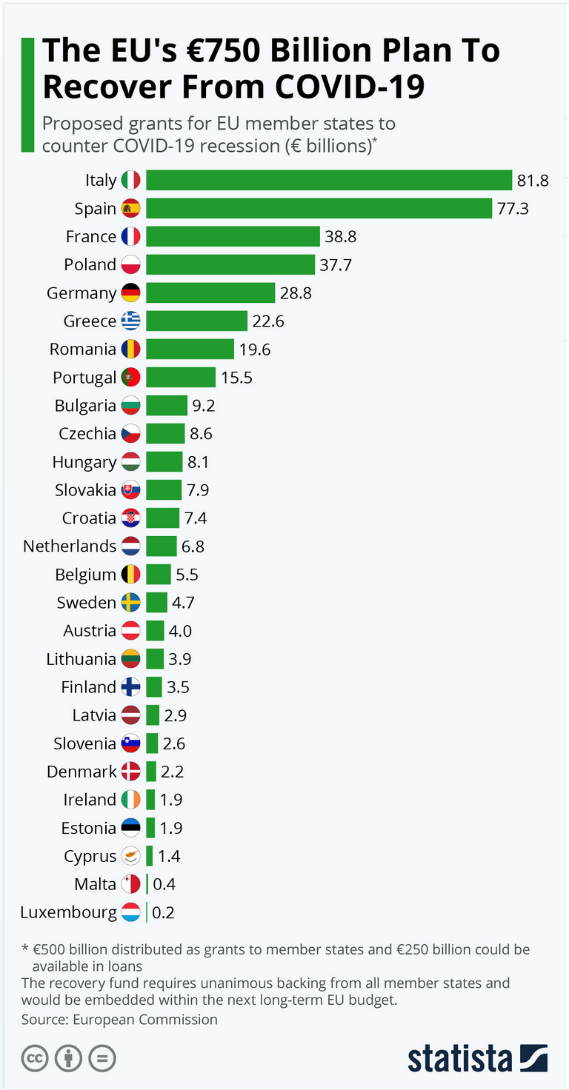 The EU's €750 Billion Plan To
Recover From COVID-19
Proposed grants for EU member states to
counter COVID-19 recession (€ billions)*
Italy 81.8
Spain 77.3
France 38.8
Poland 37.7
Germany 28.8
Greece 22.6
Romania 19.6
Portugal 15.5
Bulgaria 9.2
Czechia 8.6
Hungary 8.1
Slovakia 7.9
Croatia 7.4
Netherlands 6.8
Belgium 5.5
Sweden 4.7
Austria 4.0
Lithuania 3.9
Finland 3.5
Latvia 2.9
Slovenia 2.6
Denmark 2.2
Ireland 1.9
Estonia 1.9
Cyprus 1.4
Malta 0.4
Luxembourg 0.2
* €500 billion distributed as grants to member states and €250 billion could be
available in loans
The recovery fund requires unanimous backing from all member states and
would be embedded within the next long-term EU budget.
Source: European Commission
cc
statista